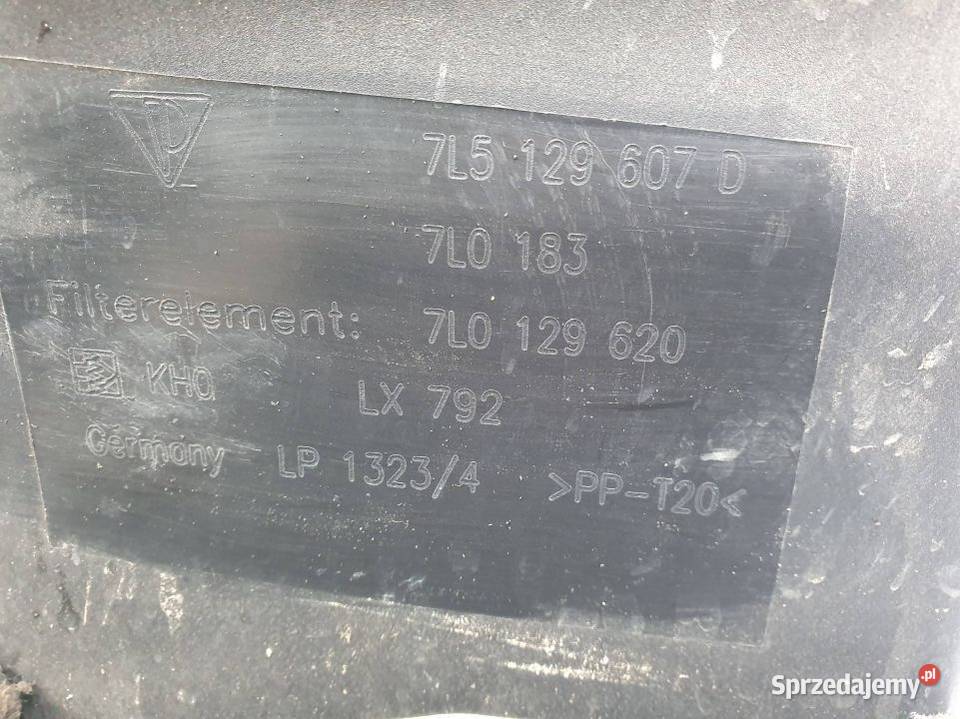 7L5 129 607 D
7L0 183
Filterelement: 7L0 129 620
KHO LX 792
Germany LP 1323/4 >PP-T20<
Sprzedajemy.pl